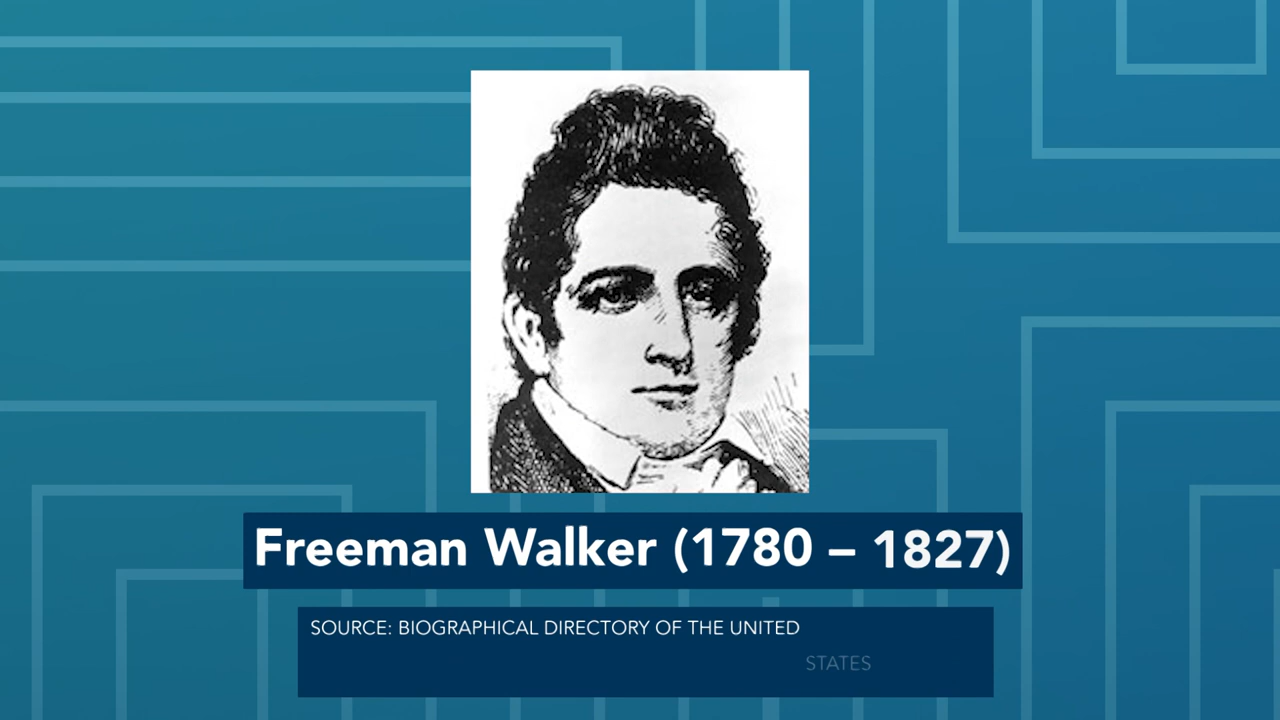 Freeman Walker (1780 – 1827)
SOURCE: BIOGRAPHICAL DIRECTORY OF THE UNITED
STATES